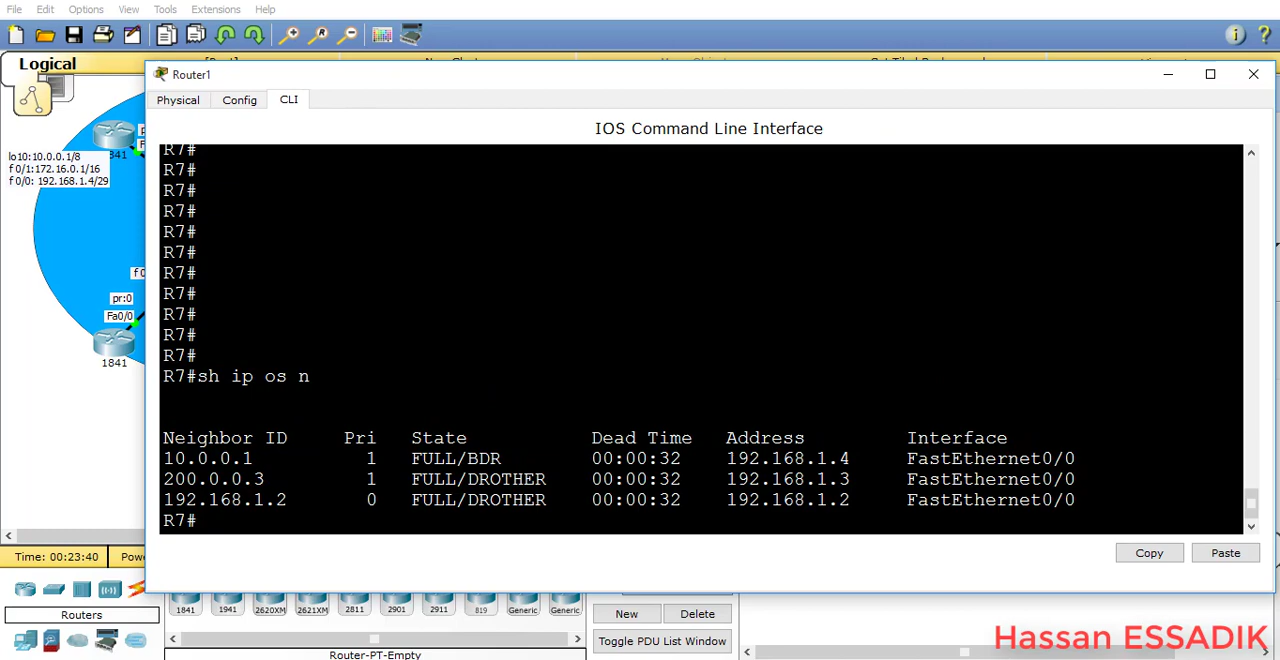 File Edit Options View Tools Extensions Help
Logical
Router1
Physical Config CLI
IOS Command Line Interface
841
lo10:10.0.0.1/8
f 0/1:172.16.0.1/16
f 0/0: 192.168.1.4/29
pr:0
Fa0/0
1841
R7#
R7#
R7#
R7#
R7#
R7#
R7#
R7#
R7#
R7#
R7#
R7#sh ip os n
Neighbor ID Pri State Dead Time Address Interface
10.0.0.1 1 FULL/BDR 00:00:32 192.168.1.4 FastEthernet0/0
200.0.0.3 1 FULL/DROTHER 00:00:32 192.168.1.3 FastEthernet0/0
192.168.1.2 0 FULL/DROTHER 00:00:32 192.168.1.2 FastEthernet0/0
R7#
Copy Paste
Time: 00:23:40
Routers
1841 1941 2620XM 2621XM 2811 2901 2911 819 Generic Generic
Router-PT-Empty
New Delete
Toggle PDU List Window
Hassan ESSADIK